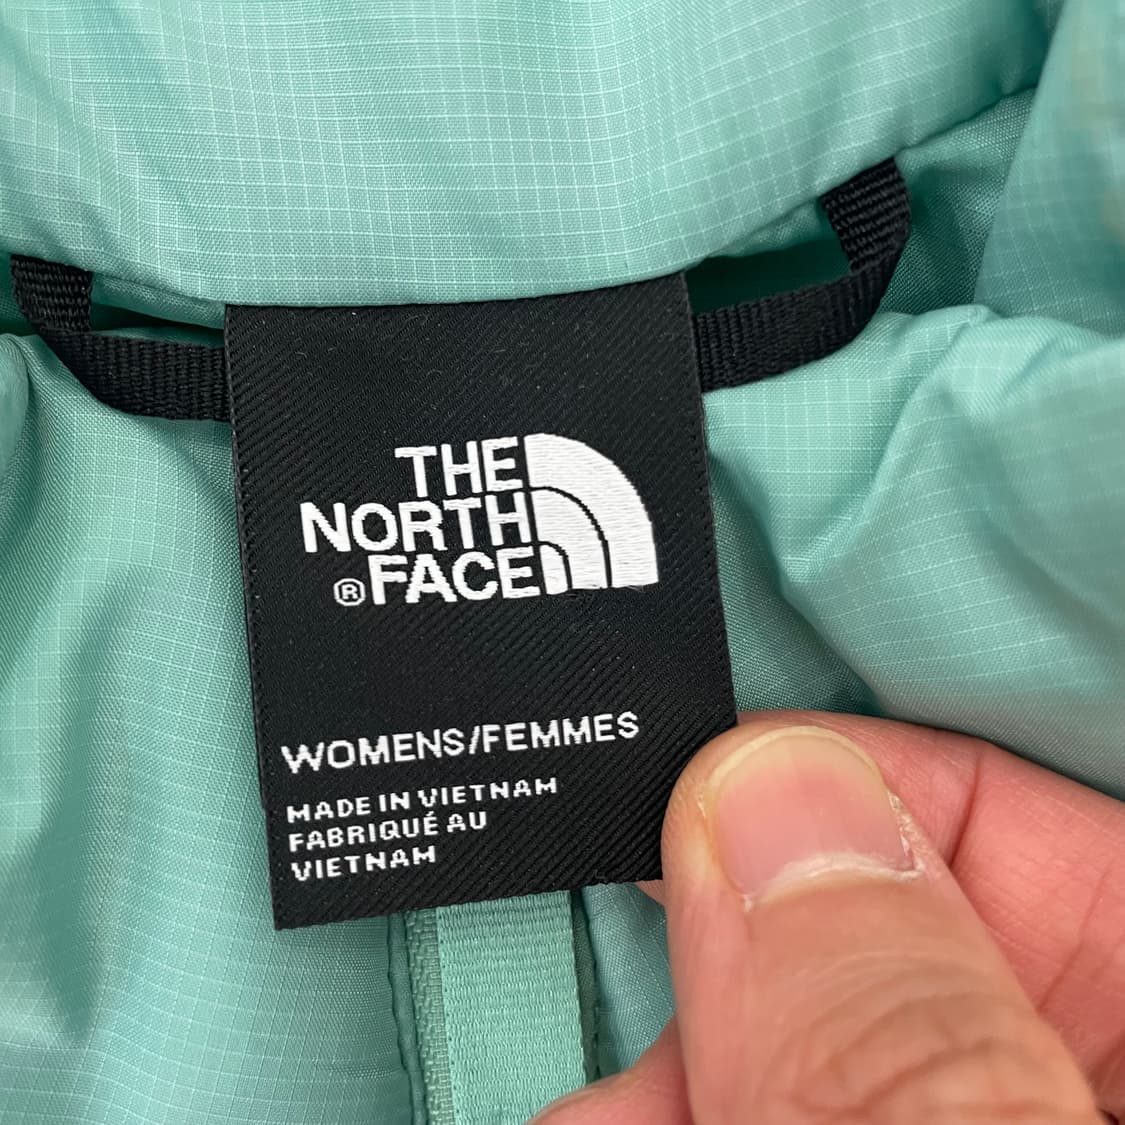 THE
NORTH
®FACE
WOMENS/FEMMES
MADE IN VIETNAM
FABRIQUÉ AU
VIETNAM